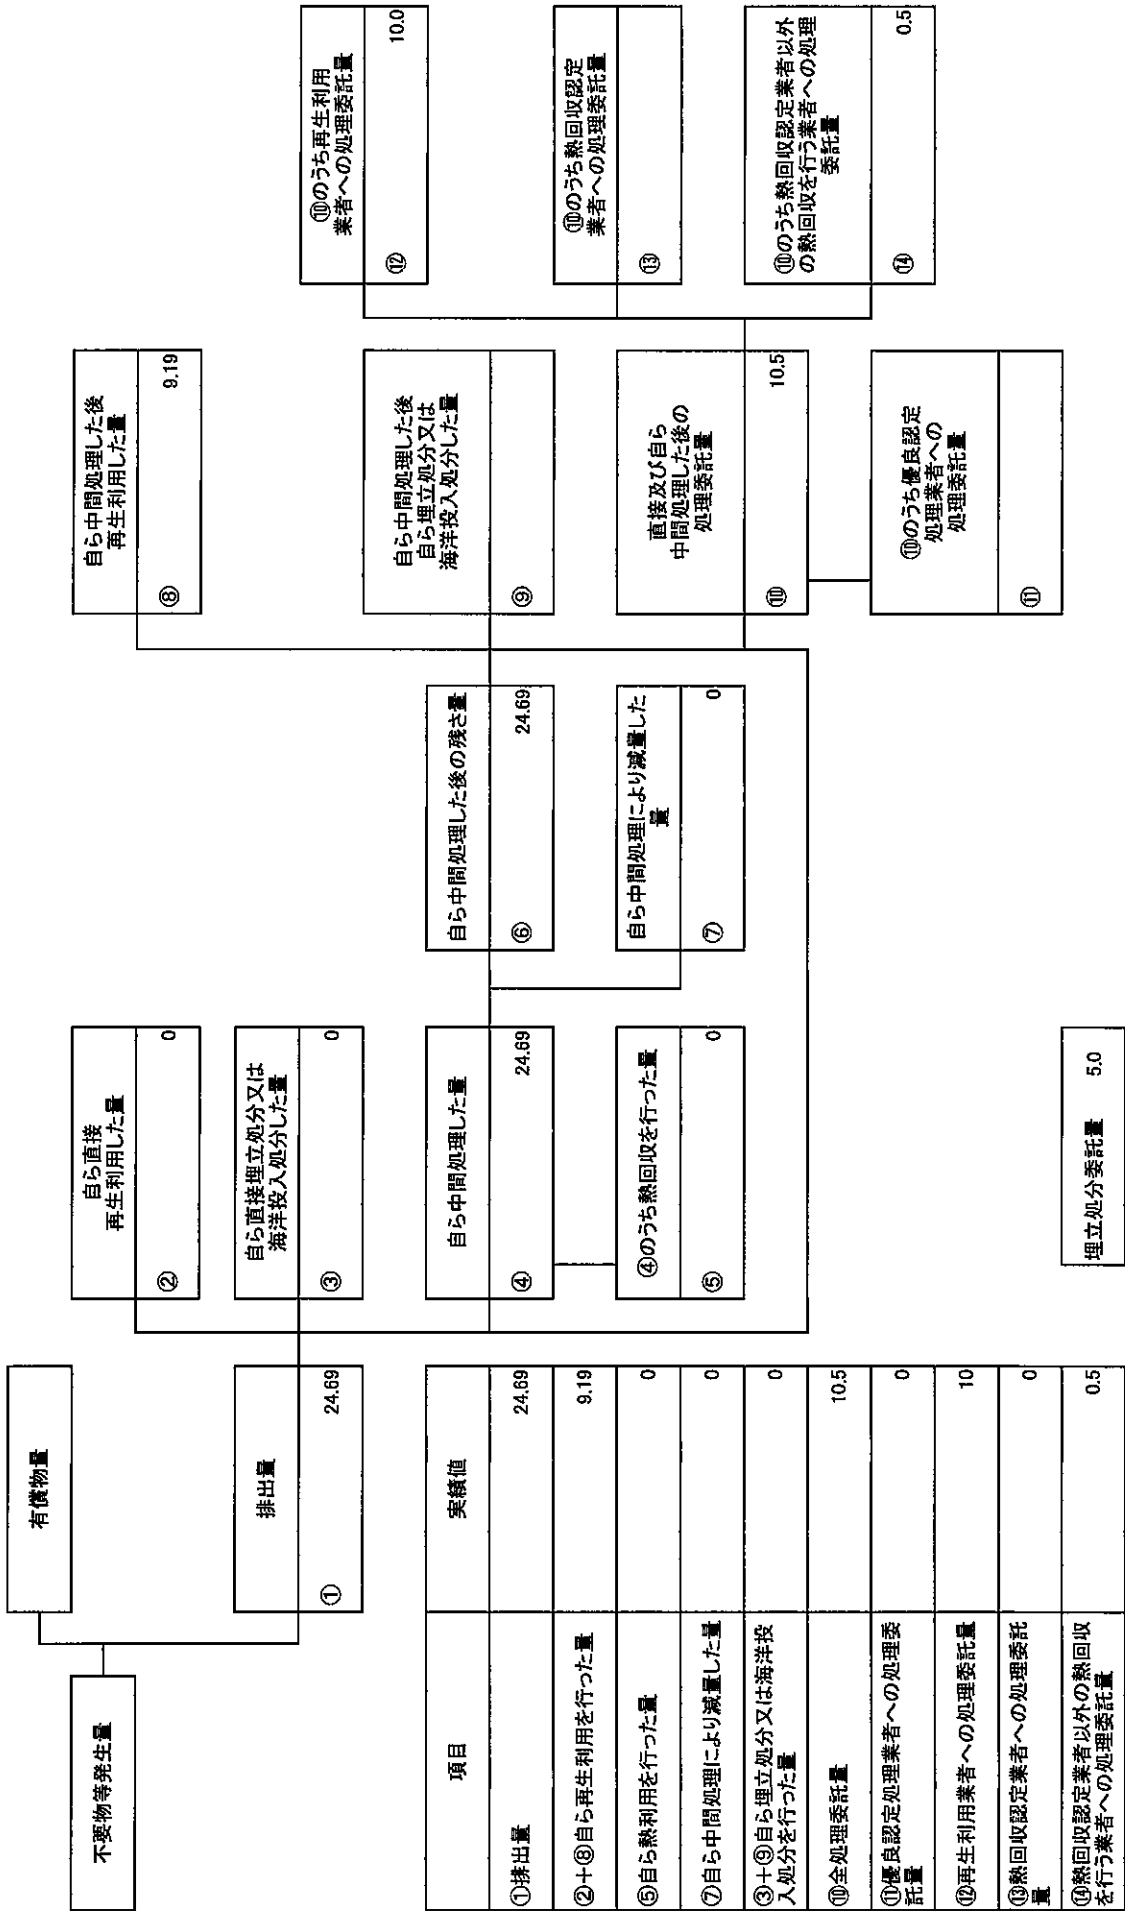 不要物等発生量
有償物量
排出量
①
24.69
自ら直接
再生利用した量
②
0
自ら直接埋立処分又は
海洋投入処分した量
③
0
自ら中間処理した量
④
24.69
④のうち熱回収を行った量
⑤
0
自ら中間処理した後の残さ量
⑥
24.69
自ら中間処理により減量した
量
⑦
0
自ら中間処理した後
再生利用した量
⑧
9.19
自ら中間処理した後
自ら埋立処分又は
海洋投入処分した量
⑨
直接及び自ら
中間処理した後の
処理委託量
⑩
10.5
⑩のうち優良認定
処理業者への
処理委託量
⑪
⑩のうち再生利用
業者への処理委託量
⑫
10.0
⑩のうち熱回収認定
業者への処理委託量
⑬
⑩のうち熱回収認定業者以外
の熱回収を行う業者への処理
委託量
⑭
0.5
項目
実績値
①排出量
24.69
②+⑧自ら再生利用を行った量
9.19
⑤自ら熱利用を行った量
0
⑦自ら中間処理により減量した量
0
③+⑨自ら埋立処分又は海洋投
入処分を行った量
0
⑩全処理委託量
10.5
⑪優良認定処理業者への処理委
託量
0
⑫再生利用業者への処理委託量
10
⑬熱回収認定業者への処理委託
量
0
⑭熱回収認定業者以外の熱回収
を行う業者への処理委託量
0.5
埋立処分委託量 5.0